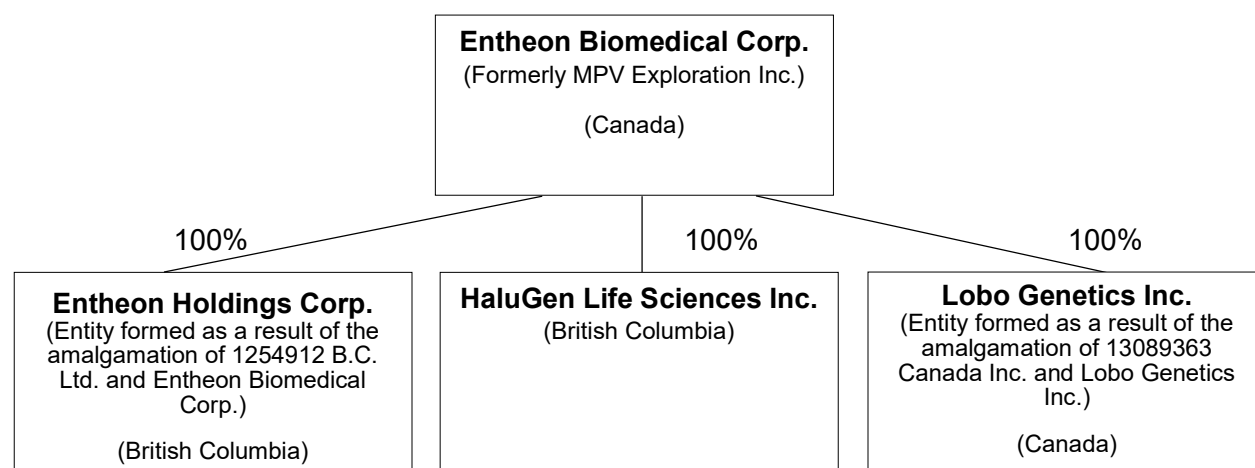 Entheon Biomedical Corp.
(Formerly MPV Exploration Inc.)
(Canada)
100%
100%
100%
Entheon Holdings Corp.
(Entity formed as a result of the
amalgamation of 1254912 B.C.
Ltd. and Entheon Biomedical
Corp.)
(British Columbia)
HaluGen Life Sciences Inc.
(British Columbia)
Lobo Genetics Inc.
(Entity formed as a result of the
amalgamation of 13089363
Canada Inc. and Lobo Genetics
Inc.)
(Canada)